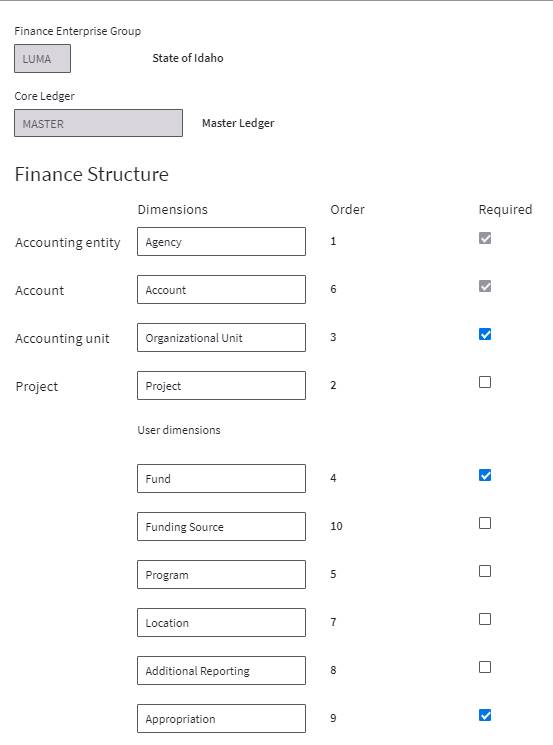 Finance Enterprise Group
LUMA State of Idaho
Core Ledger
MASTER Master Ledger
Finance Structure
Dimensions Order Required
Accounting entity Agency 1
Account Account 6
Accounting unit Organizational Unit 3
Project Project 2
User dimensions
Fund 4
Funding Source 10
Program 5
Location 7
Additional Reporting 8
Appropriation 9